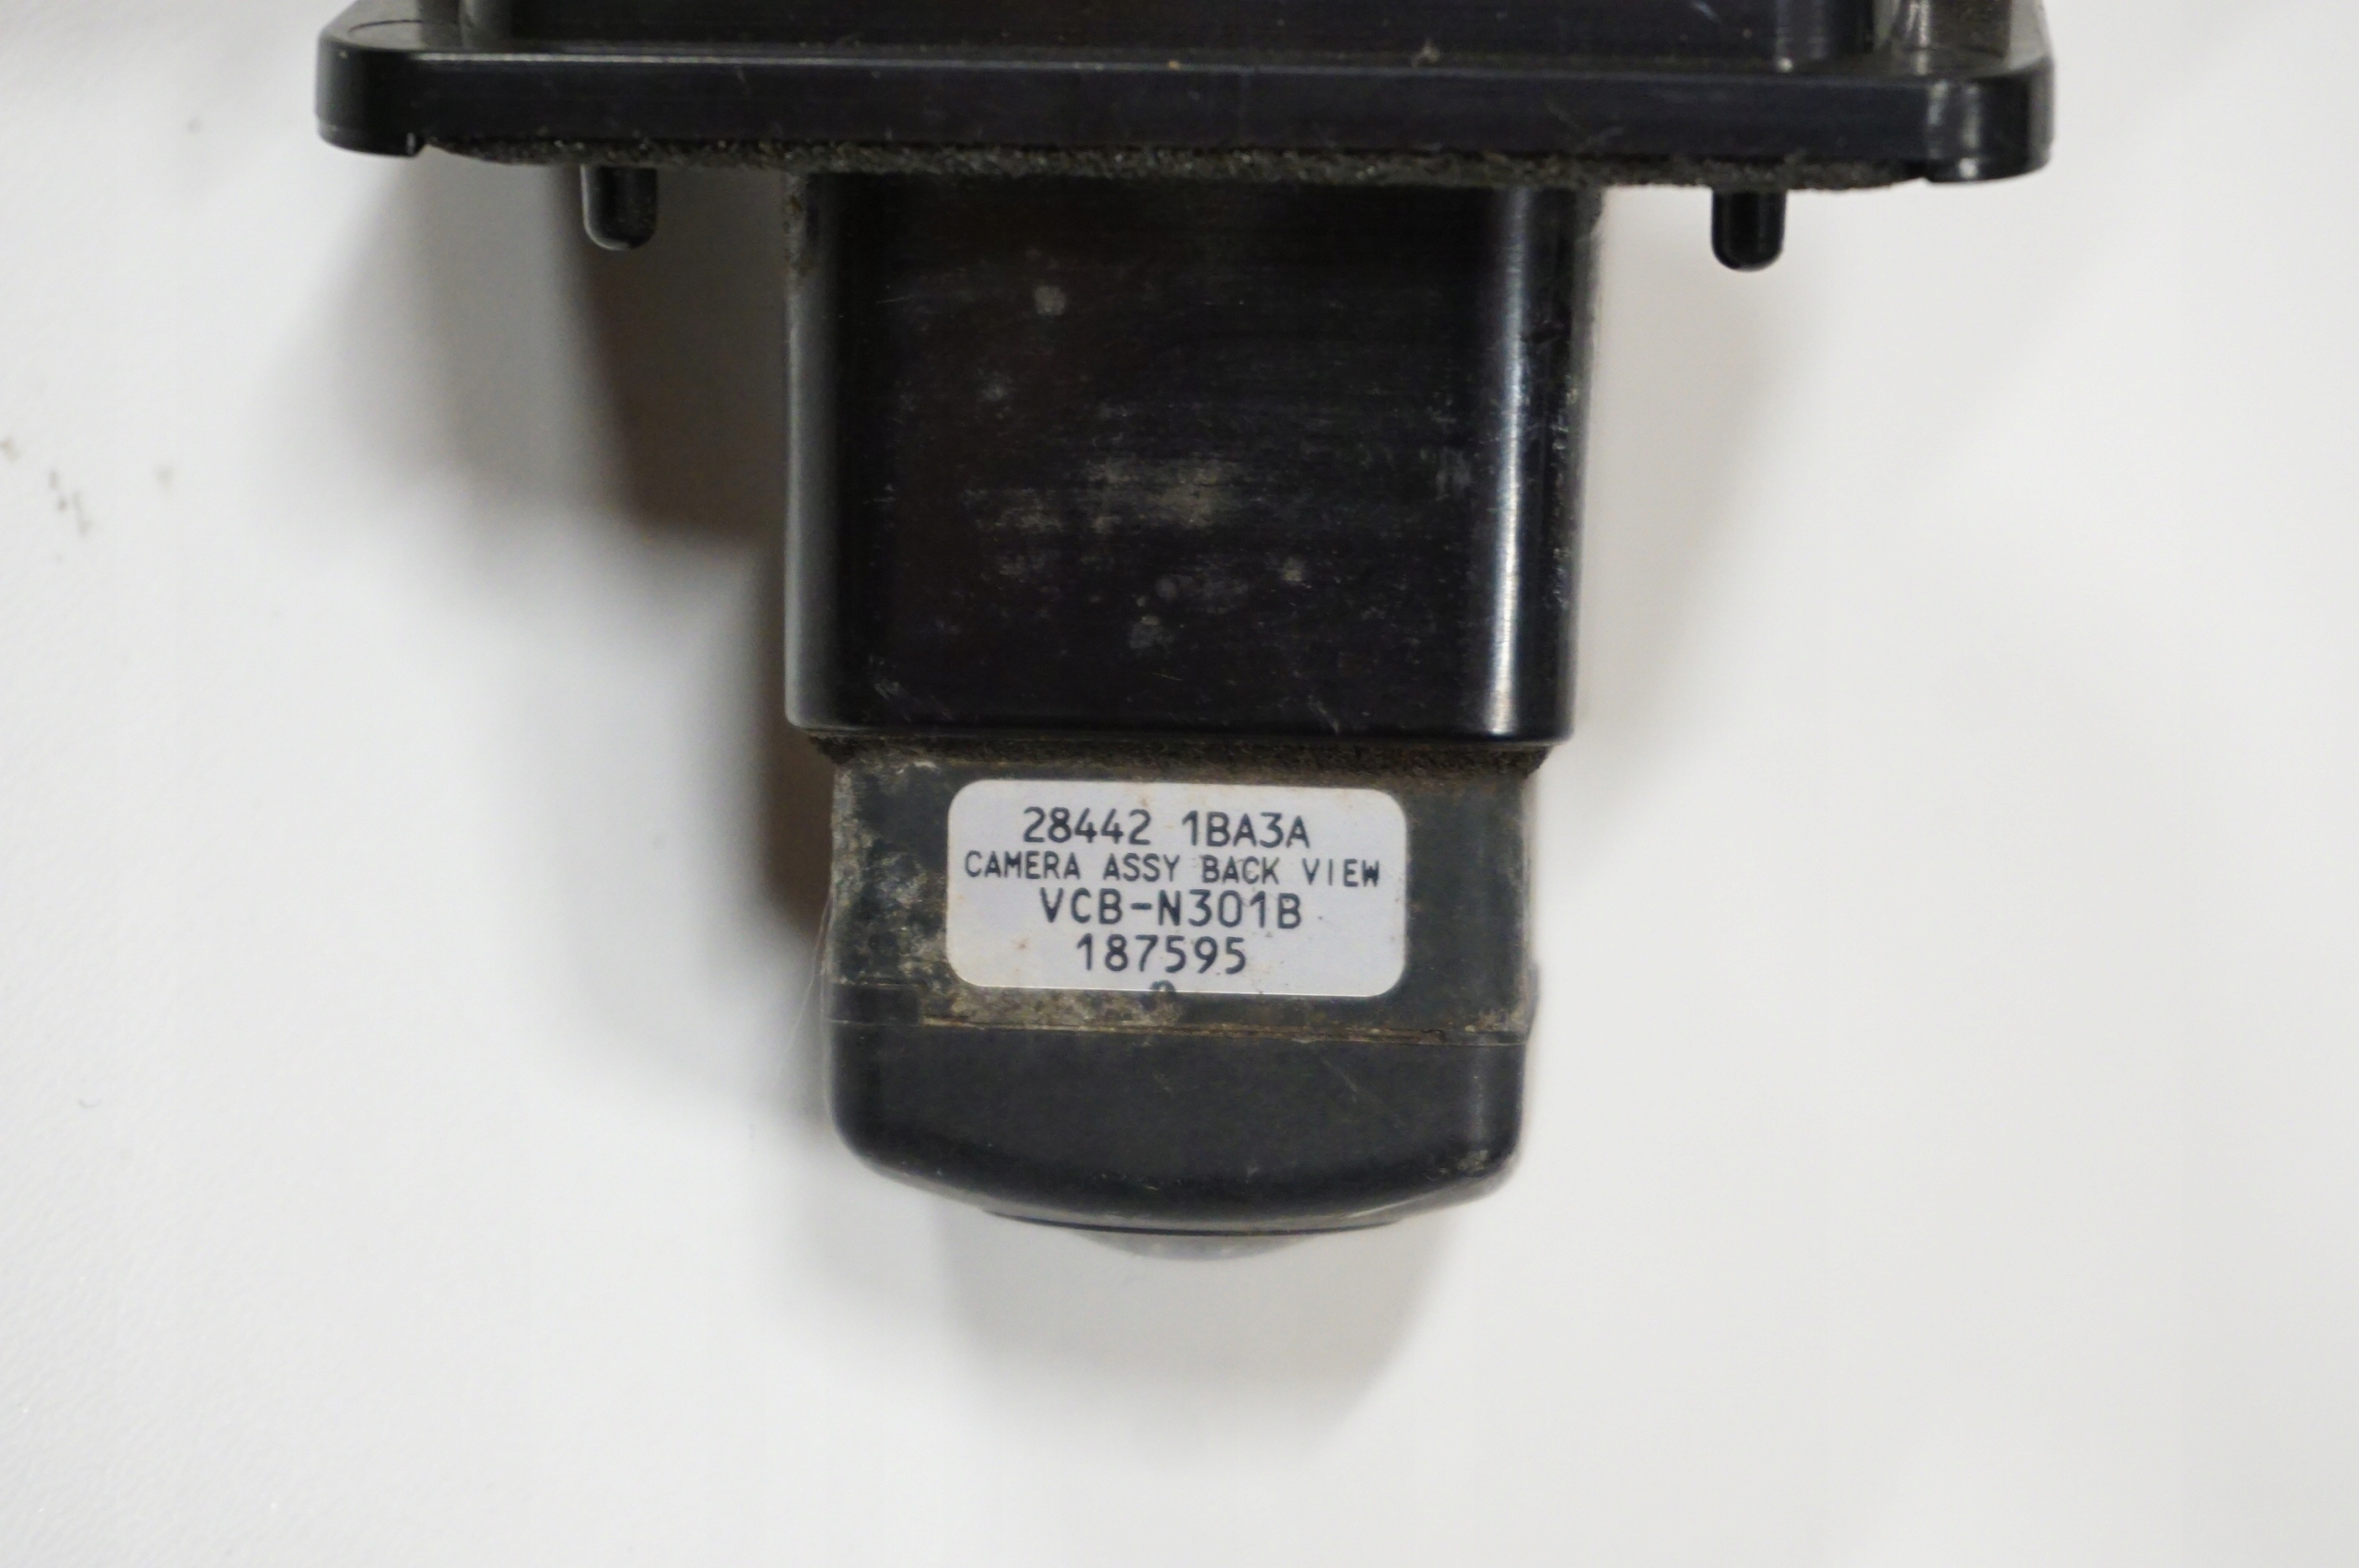 28442 1BA3A
CAMERA ASSY BACK VIEW
VCB-N301B
187595